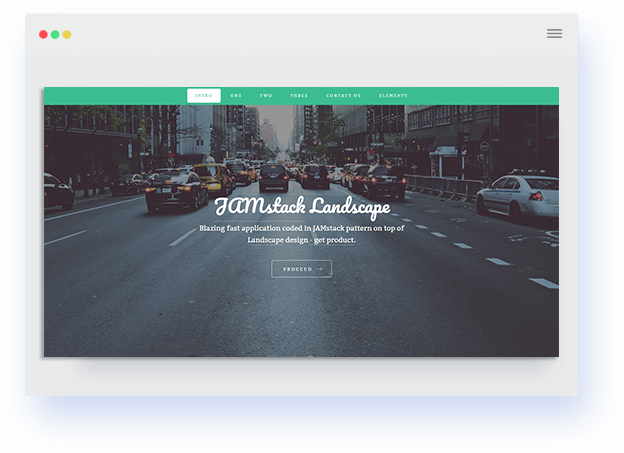 INTRO ONE TWO THREE CONTACT US ELEMENTS
JAMstack Landscape
Blazing fast application coded in JAMstack pattern on top of
Landscape design - get product.
PROCEED